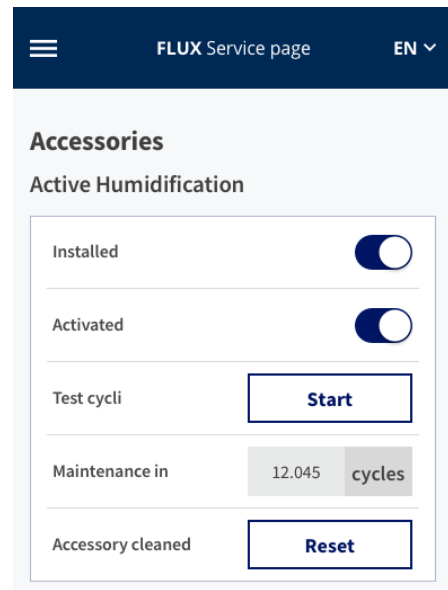 FLUX Service page EN
Accessories
Active Humidification
Installed
Activated
Test cycli Start
Maintenance in 12.045 cycles
Accessory cleaned Reset